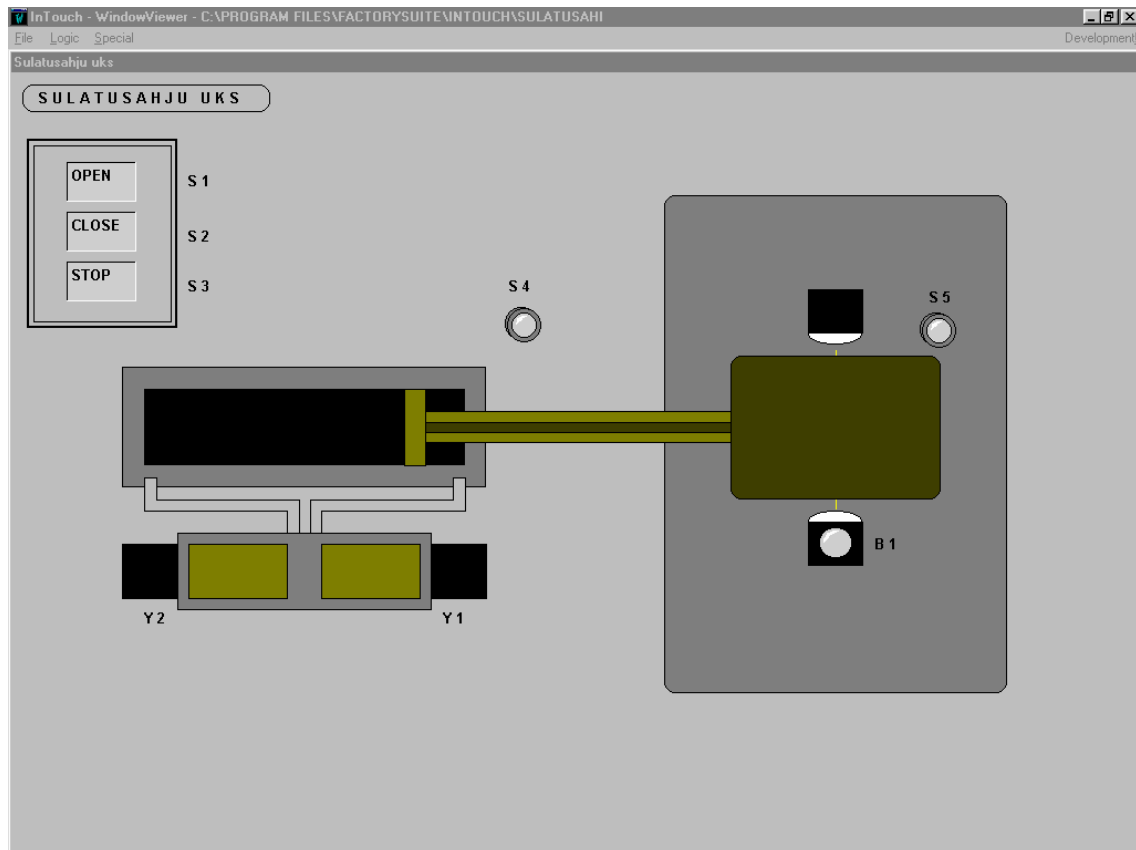 InTouch - WindowViewer - C:\PROGRAM FILES\FACTORYSUITE\INTOUCH\SULATUSAHI
File Logic Special Development!
Sulatusahju uks
SULATUSAHJU UKS
OPEN
S 1
CLOSE
S 2
STOP
S 3
S 4
S 5
B 1
Y 2
Y 1